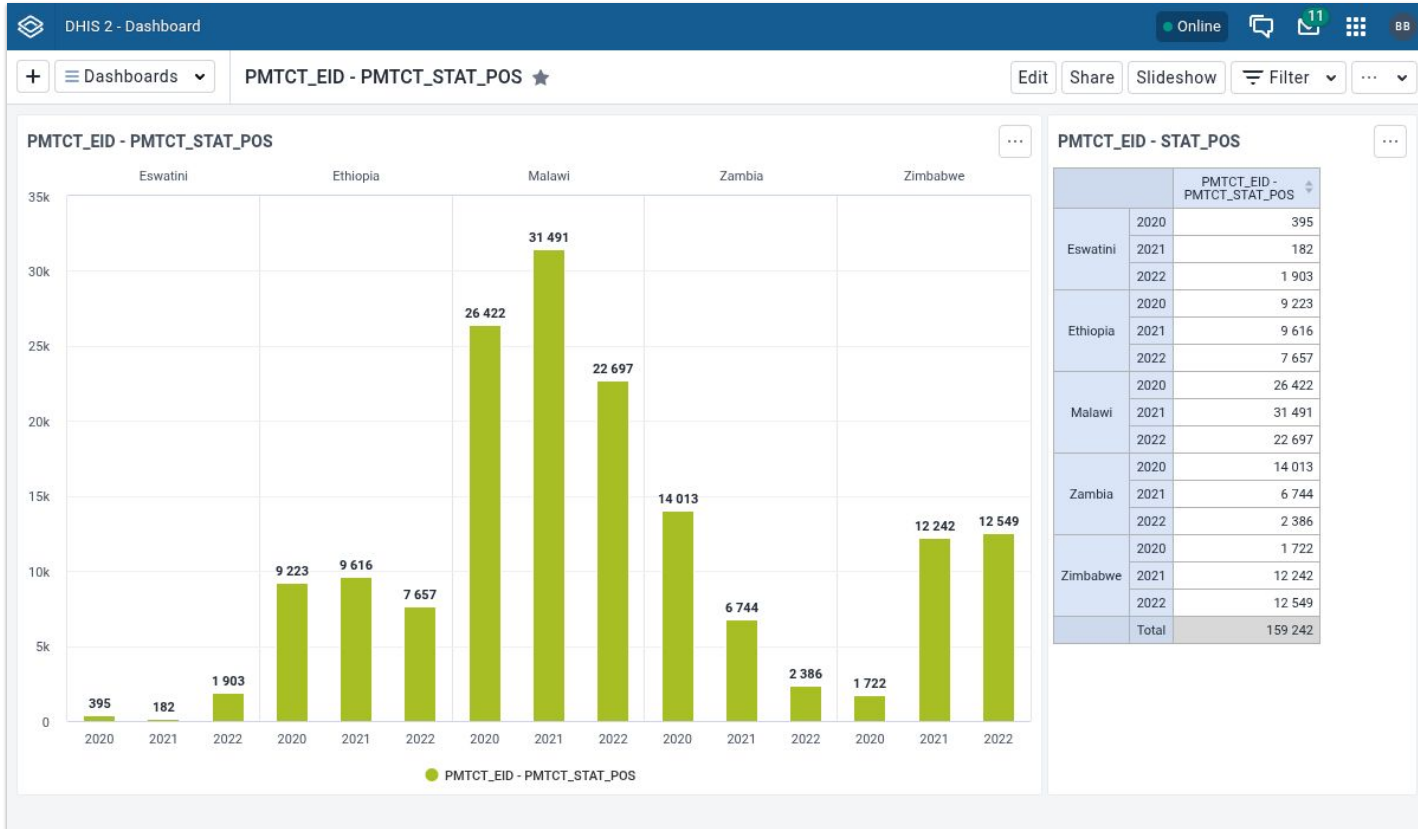 DHIS 2 - Dashboard
Online
11
BB
+ Dashboards
PMTCT_EID - PMTCT_STAT_POS
Edit Share Slideshow Filter ...
PMTCT_EID - PMTCT_STAT_POS
...
Eswatini Ethiopia Malawi Zambia Zimbabwe
35k
30k
25k
20k
15k
10k
5k
0
395 182 1 903 9 223 9 616 7 657 26 422 31 491 22 697 14 013 6 744 2 386 1 722 12 242 12 549
2020 2021 2022 2020 2021 2022 2020 2021 2022 2020 2021 2022 2020 2021 2022
PMTCT_EID - PMTCT_STAT_POS
PMTCT_EID - STAT_POS
...
PMTCT_EID -
PMTCT_STAT_POS
Eswatini 2020 395
2021 182
2022 1 903
Ethiopia 2020 9 223
2021 9 616
2022 7 657
Malawi 2020 26 422
2021 31 491
2022 22 697
Zambia 2020 14 013
2021 6 744
2022 2 386
Zimbabwe 2020 1 722
2021 12 242
2022 12 549
Total 159 242